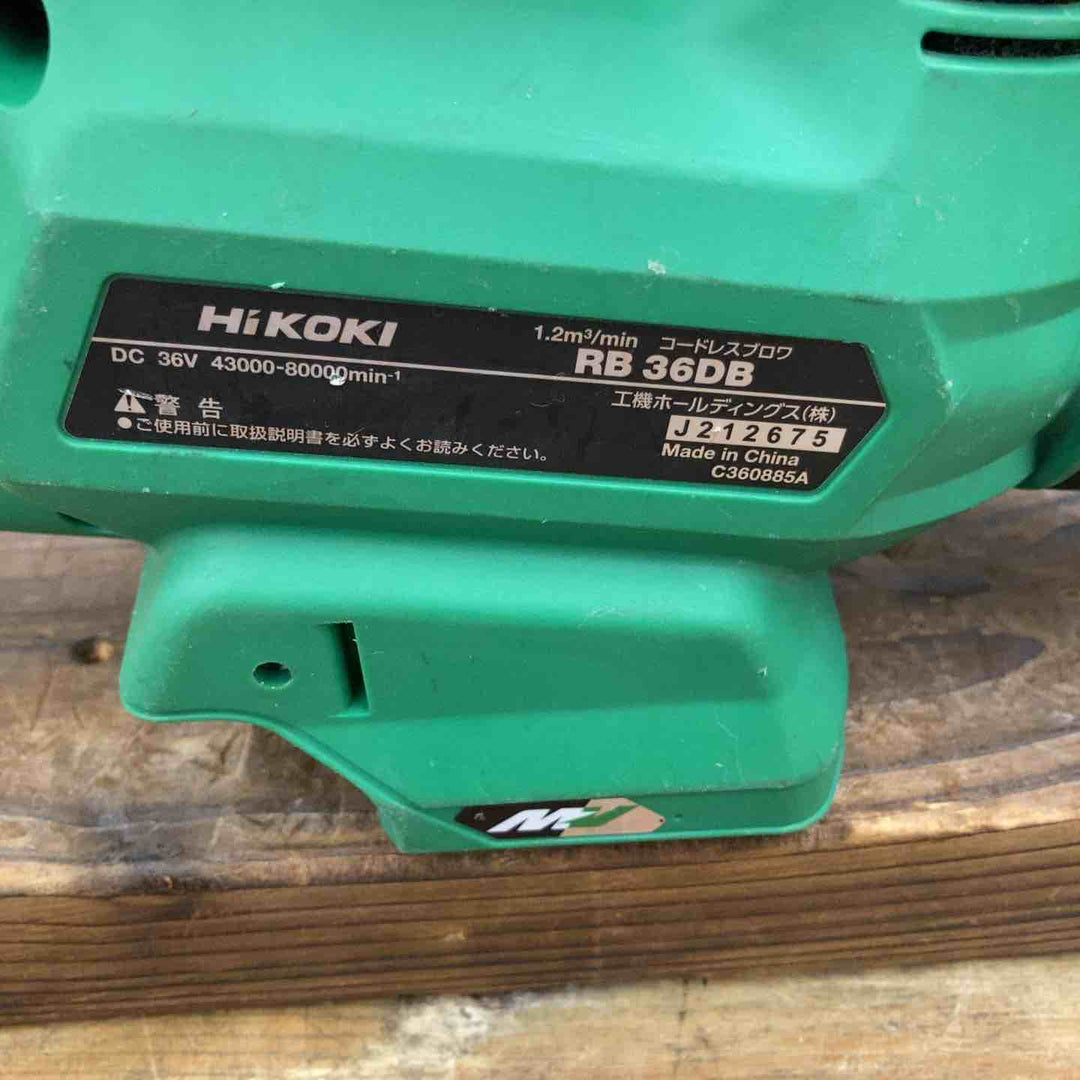 HiKOKI
1.2m³/min コードレスブロワ
DC 36V 43000-80000min⁻¹
RB 36DB
⚠警告
●ご使用前に取扱説明書を必ずよくお読みください。
工機ホールディングス(株)
J212675
Made in China
C360885A
MV